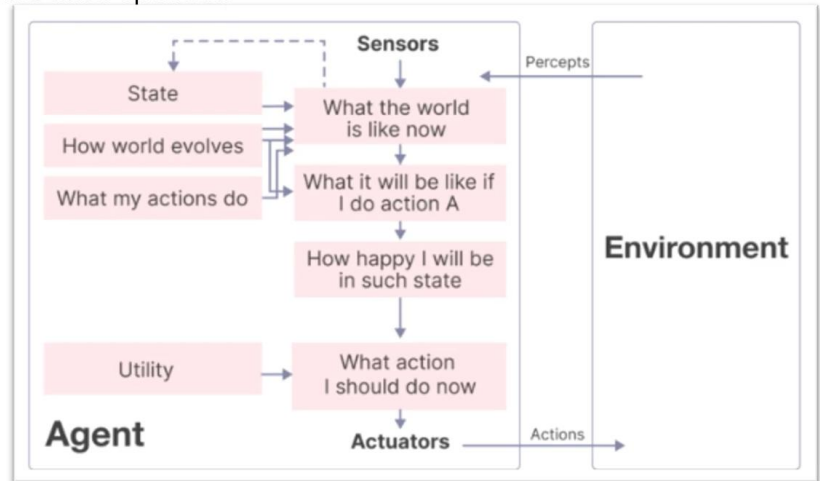 Sensors
Percepts
State
What the world
is like now
How world evolves
What it will be like if
I do action A
What my actions do
How happy I will be
in such state
Environment
Utility
What action
I should do now
Agent
Actuators
Actions